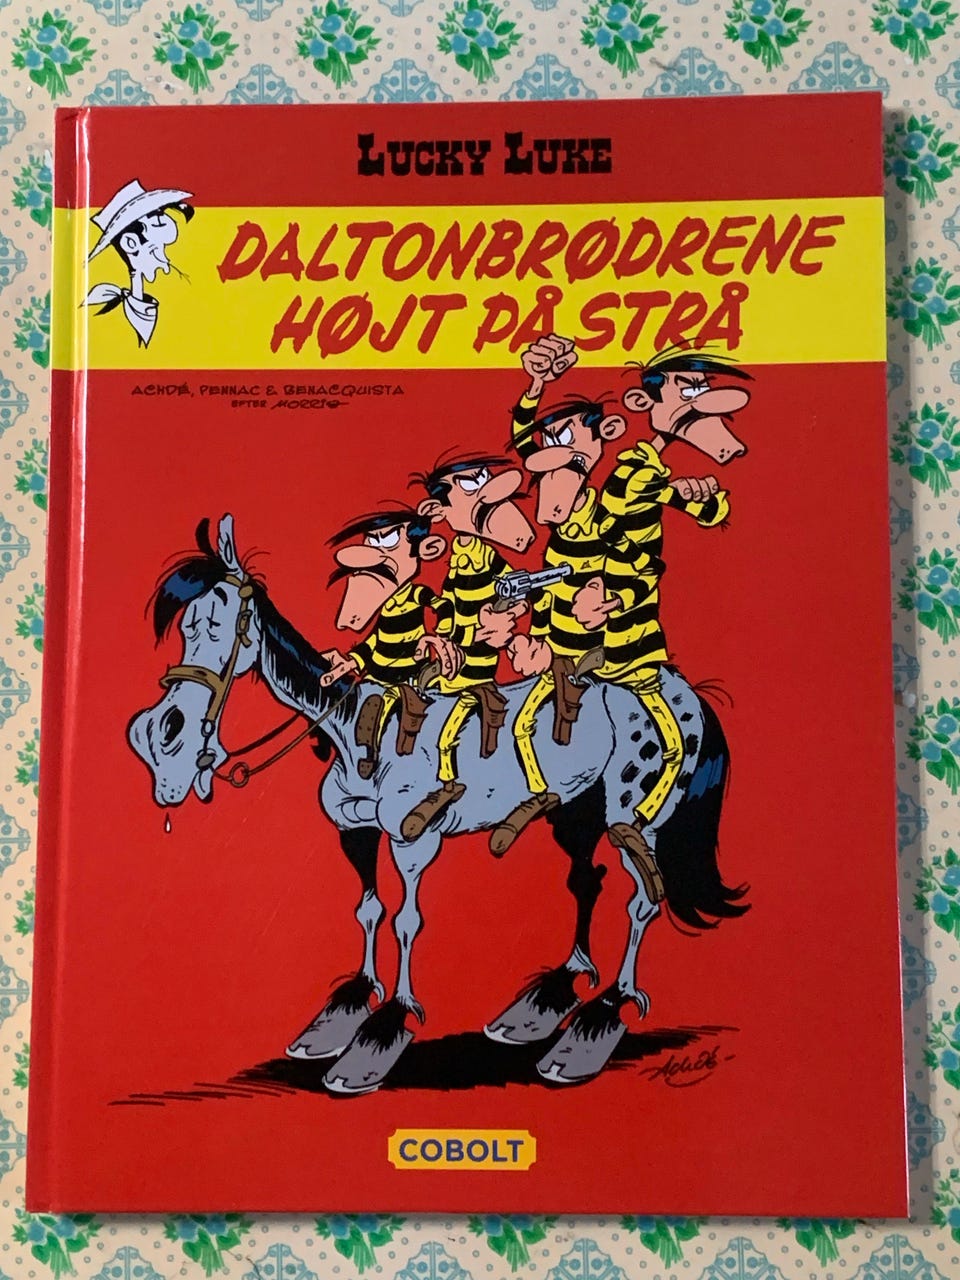 LUCKY LUKE
DALTONBRØDRENE
HØJT PÅ STRÅ
ACHDÉ, PENNAC & BENACQUISTA
EFTER MORRIS
Achdé
COBOLT